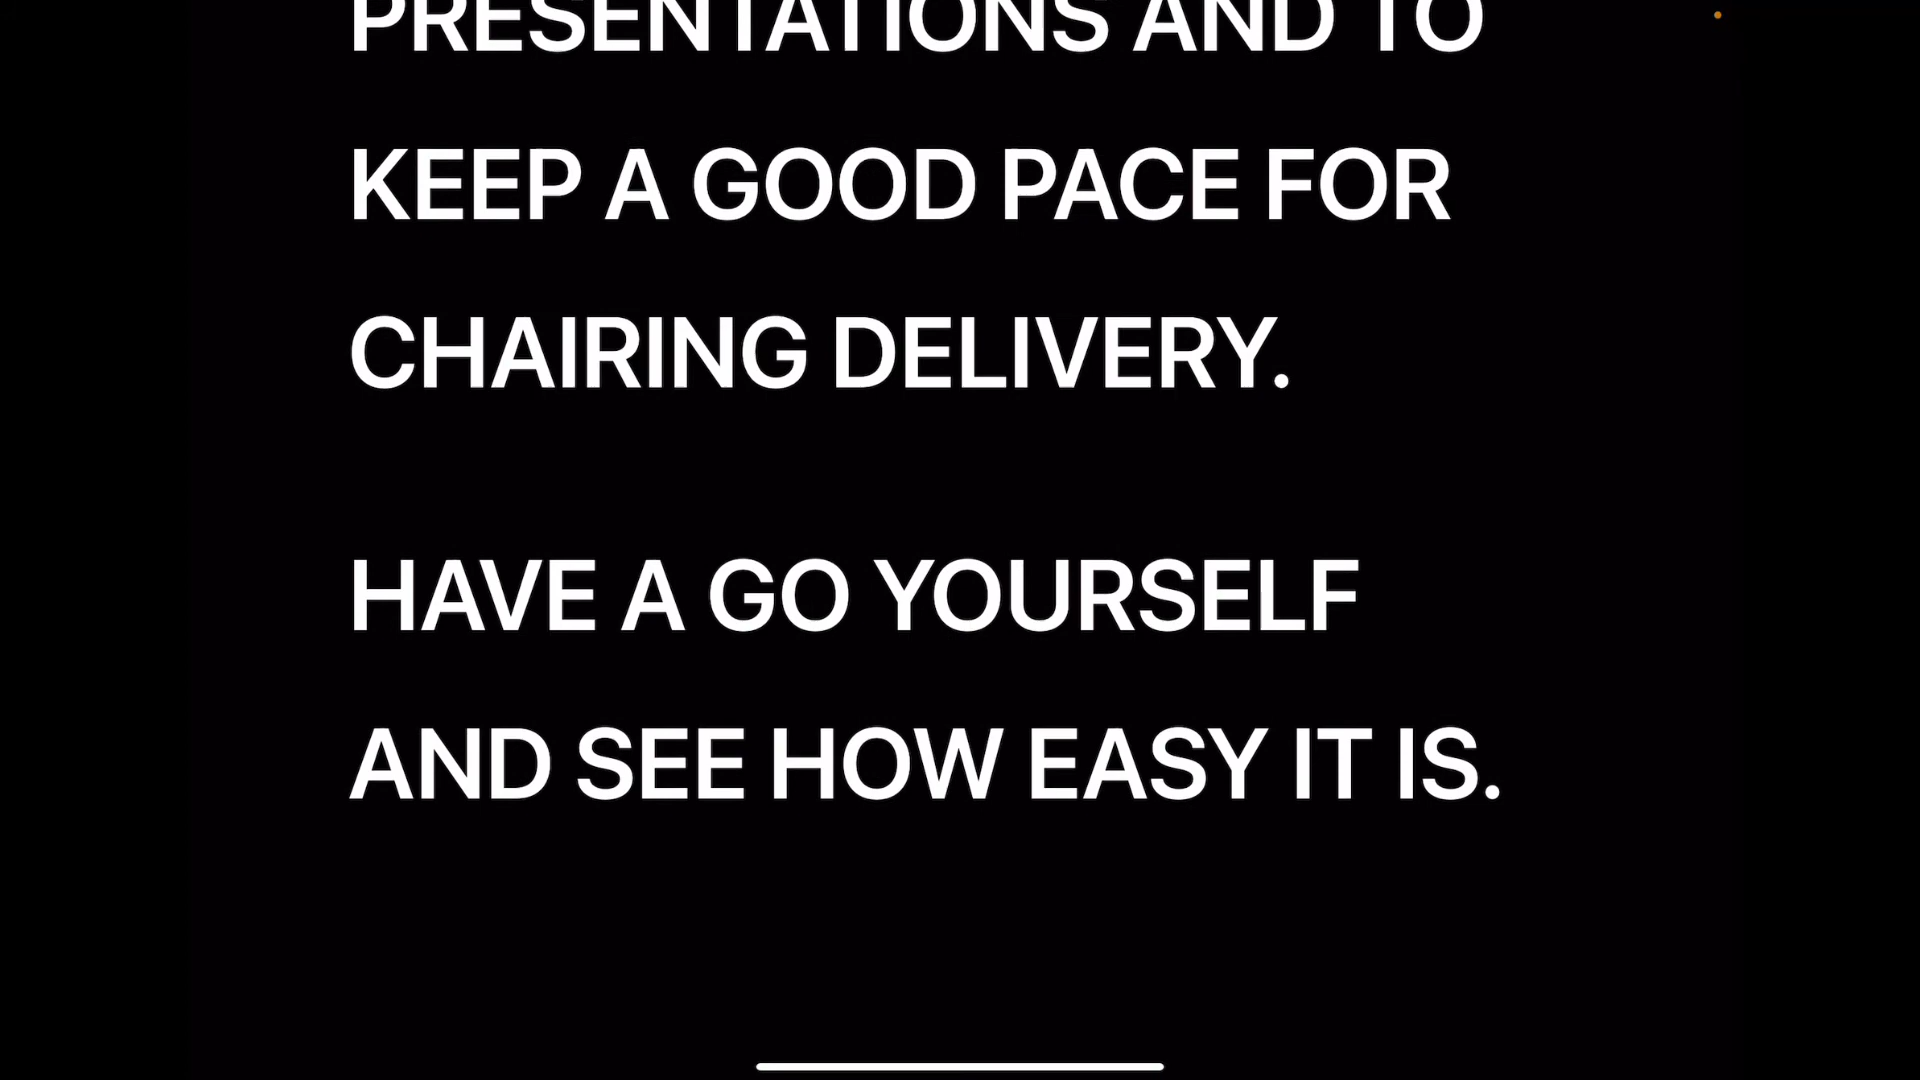 PRESENTATIONS AND TO
KEEP A GOOD PACE FOR
CHAIRING DELIVERY.
HAVE A GO YOURSELF
AND SEE HOW EASY IT IS.